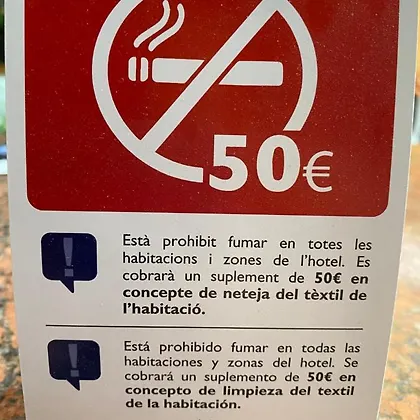 50€
Està prohibit fumar en totes les
habitacions i zones de l'hotel. Es
cobrarà un suplement de 50€ en
concepte de neteja del tèxtil de
l'habitació.
Está prohibido fumar en todas las
habitaciones y zonas del hotel. Se
cobrará un suplemento de 50€ en
concepto de limpieza del textil
de la habitación.